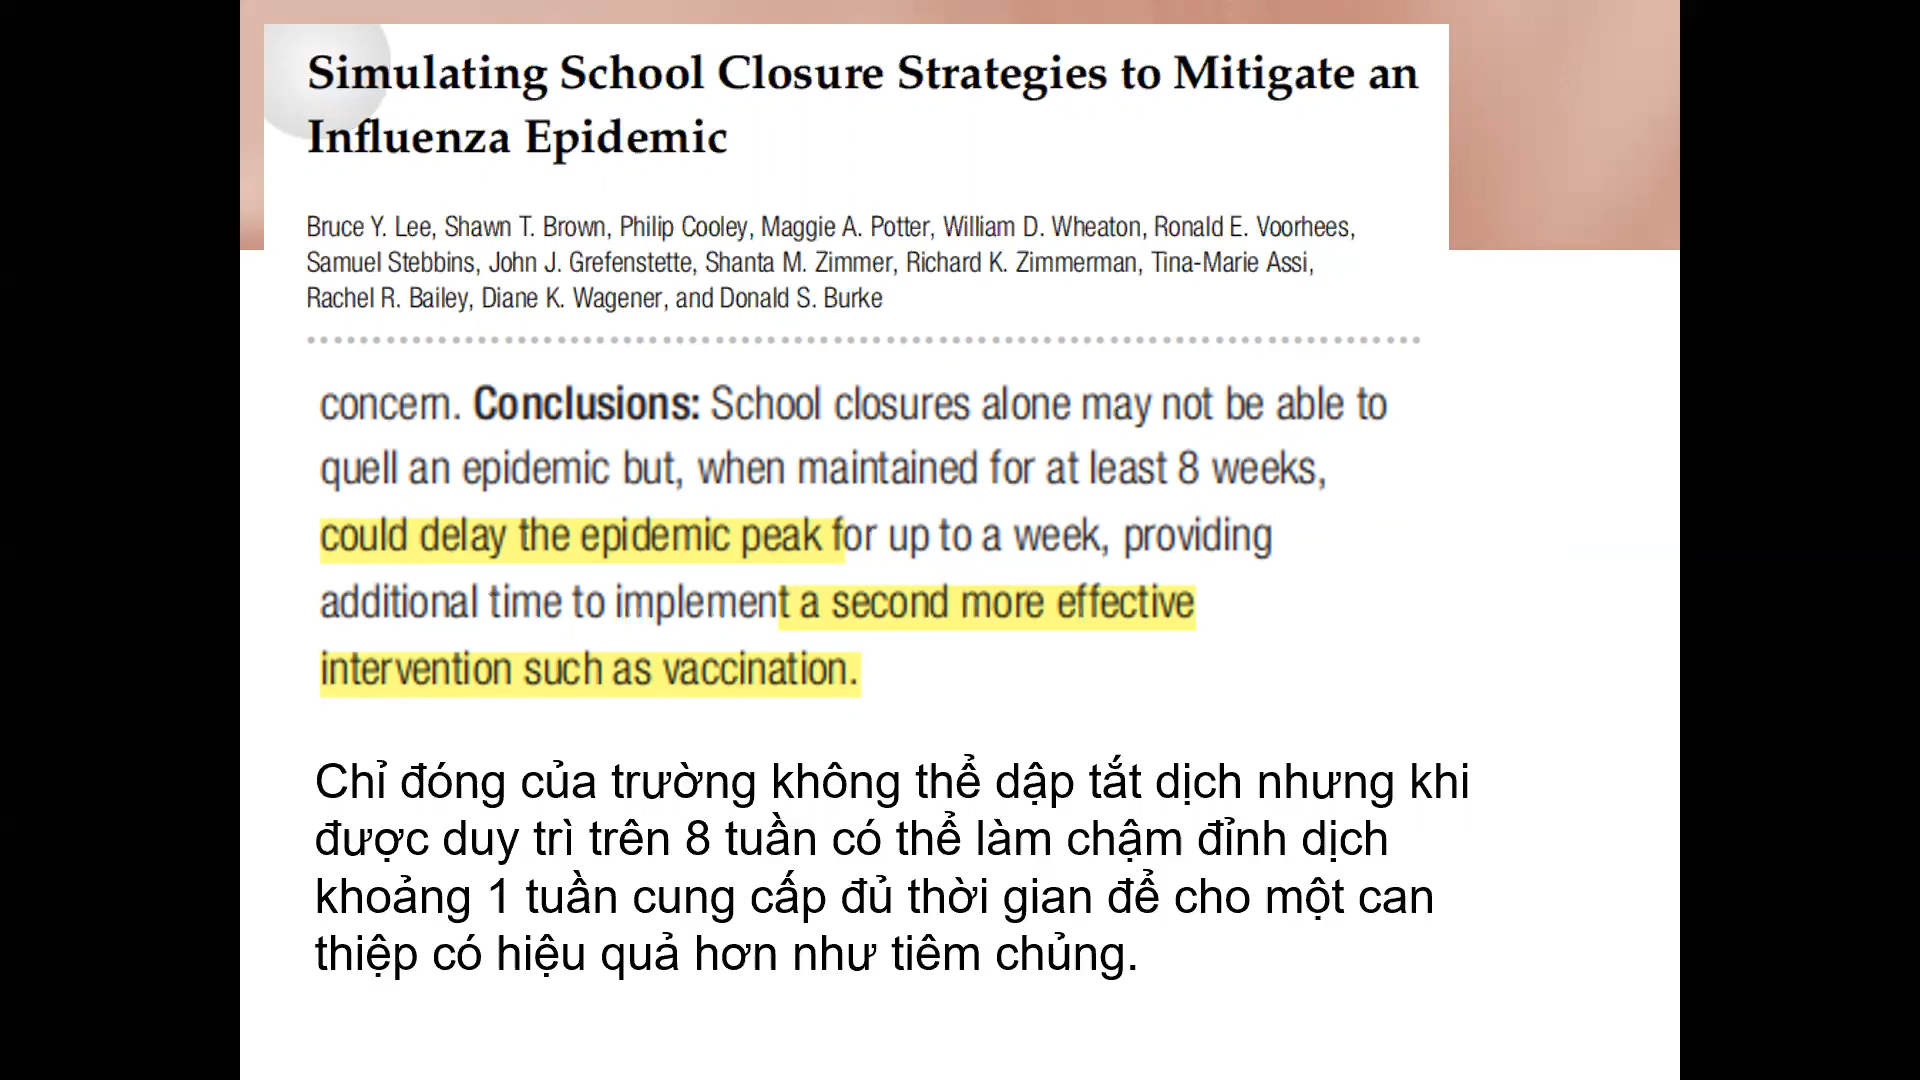 Simulating School Closure Strategies to Mitigate an
Influenza Epidemic
Bruce Y. Lee, Shawn T. Brown, Philip Cooley, Maggie A. Potter, William D. Wheaton, Ronald E. Voorhees,
Samuel Stebbins, John J. Grefenstette, Shanta M. Zimmer, Richard K. Zimmerman, Tina-Marie Assi,
Rachel R. Bailey, Diane K. Wagener, and Donald S. Burke
concern. Conclusions: School closures alone may not be able to
quell an epidemic but, when maintained for at least 8 weeks,
could delay the epidemic peak for up to a week, providing
additional time to implement a second more effective
intervention such as vaccination.
Chỉ đóng của trường không thể dập tắt dịch nhưng khi
được duy trì trên 8 tuần có thể làm chậm đỉnh dịch
khoảng 1 tuần cung cấp đủ thời gian để cho một can
thiệp có hiệu quả hơn như tiêm chủng.